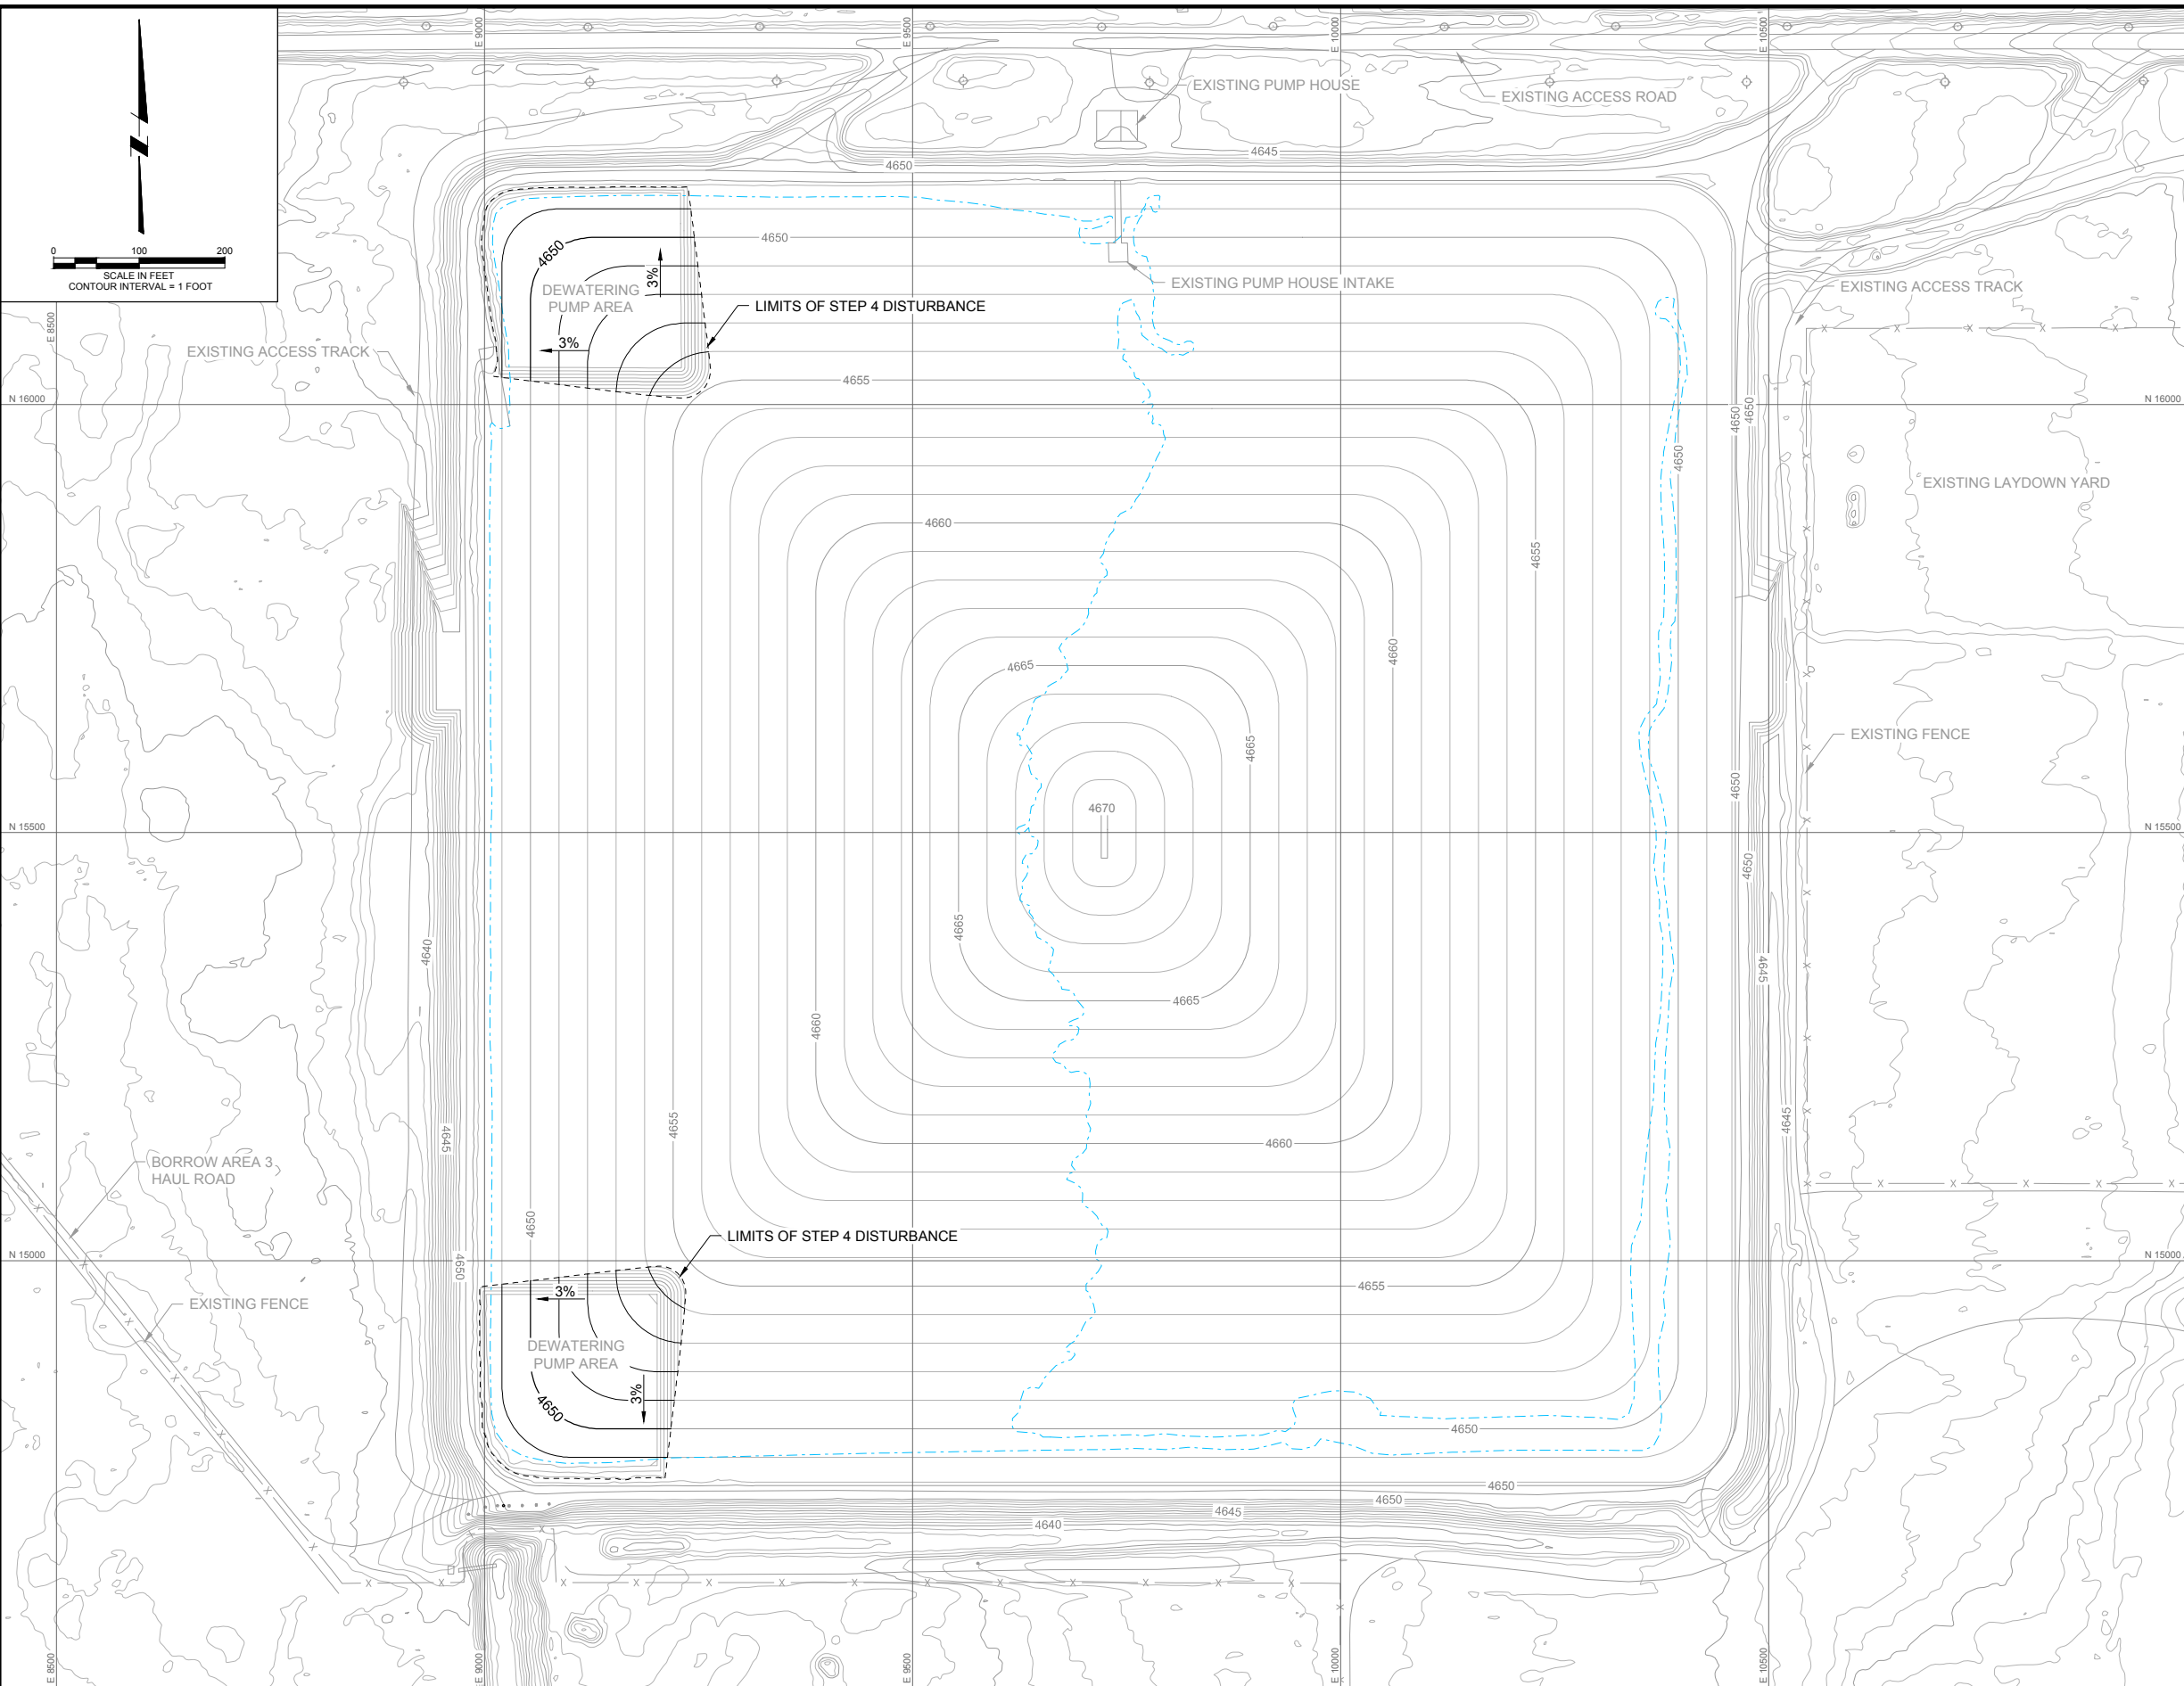 E 9000
E 9500
E 10000
E 10500
EXISTING PUMP HOUSE
EXISTING ACCESS ROAD
4645
4650
0 100 200
SCALE IN FEET
CONTOUR INTERVAL = 1 FOOT
4650
4650
DEWATERING
PUMP AREA
3%
3%
LIMITS OF STEP 4 DISTURBANCE
EXISTING PUMP HOUSE INTAKE
EXISTING ACCESS TRACK
E 8500
EXISTING ACCESS TRACK
4655
N 16000
N 16000
4650
4650
4650
EXISTING LAYDOWN YARD
4660
4655
4660
4665
4665
EXISTING FENCE
4650
4670
N 15500
N 15500
4650
4640
4665
4645
4665
4660
4655
4645
4645
4660
BORROW AREA 3
HAUL ROAD
4650
LIMITS OF STEP 4 DISTURBANCE
N 15000
N 15000
4650
4655
3%
EXISTING FENCE
DEWATERING
PUMP AREA
3%
4650
4650
4650
4650
4645
4640
E 8500
E 9000
E 9500
E 10000
E 10500